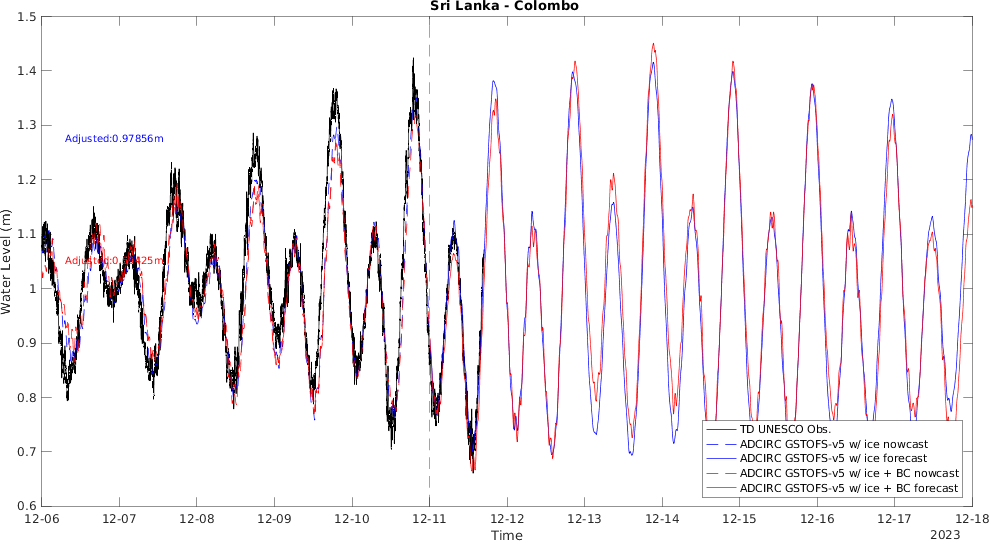 Sri Lanka - Colombo
1.5
1.4
1.3
1.2
1.1
1
0.9
0.8
0.7
0.6
Water Level (m)
Adjusted:0.97856m
TD UNESCO Obs.
ADCIRC GSTOFS-v5 w/ ice nowcast
ADCIRC GSTOFS-v5 w/ ice forecast
ADCIRC GSTOFS-v5 w/ ice + BC nowcast
ADCIRC GSTOFS-v5 w/ ice + BC forecast
12-06 12-07 12-08 12-09 12-10 12-11 12-12 12-13 12-14 12-15 12-16 12-17 12-18
Time
2023